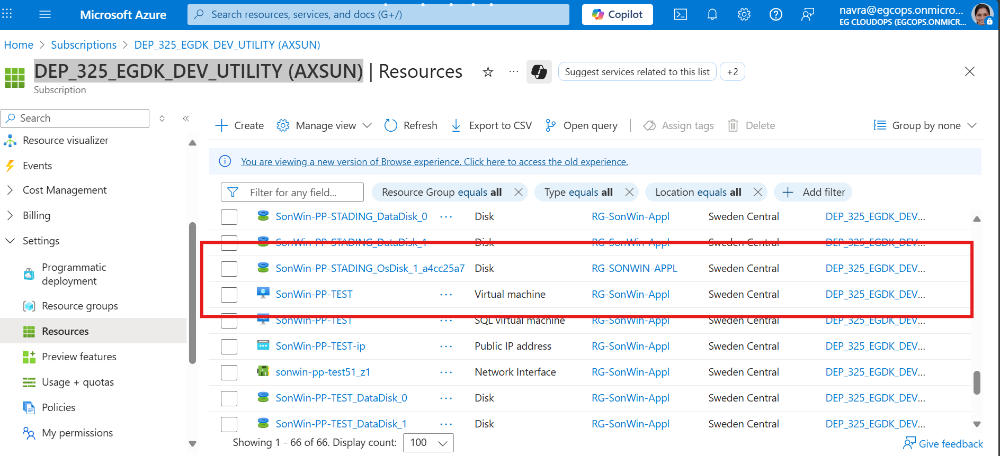 Microsoft Azure
Search resources, services, and docs (G+/)
Copilot
navra@egcops.onmicro...
EG CLOUDOPS (EGCOPS.ONMICR...
Home > Subscriptions > DEP_325_EGDK_DEV_UTILITY (AXSUN)
DEP_325_EGDK_DEV_UTILITY (AXSUN) | Resources
Suggest services related to this list
+2
Subscription
Search
Resource visualizer
Events
Cost Management
Billing
Settings
Programmatic
deployment
Resource groups
Resources
Preview features
Usage + quotas
Policies
My permissions
Create Manage view Refresh Export to CSV Open query Assign tags Delete Group by none
You are viewing a new version of Browse experience. Click here to access the old experience.
Filter for any field... Resource Group equals all Type equals all Location equals all Add filter
SonWin-PP-STADING_DataDisk_0 ... Disk RG-SonWin-Appl Sweden Central DEP_325_EGDK_DEV...
SonWin-PP-STADING_DataDisk_1 Disk RG-SonWin-Appl Sweden Central DEP_325_EGDK_DEV...
SonWin-PP-STADING_OsDisk_1_a4cc25a7 Disk RG-SONWIN-APPL Sweden Central DEP_325_EGDK_DEV...
SonWin-PP-TEST ... Virtual machine RG-SonWin-Appl Sweden Central DEP_325_EGDK_DEV...
SonWin-PP-TEST ... SQL virtual machine RG-SonWin-Appl Sweden Central DEP_325_EGDK_DEV...
SonWin-PP-TEST-ip ... Public IP address RG-SonWin-Appl Sweden Central DEP_325_EGDK_DEV...
sonwin-pp-test51_z1 ... Network Interface RG-SonWin-Appl Sweden Central DEP_325_EGDK_DEV...
SonWin-PP-TEST_DataDisk_0 ... Disk RG-SonWin-Appl Sweden Central DEP_325_EGDK_DEV...
SonWin-PP-TEST_DataDisk_1 ... Disk RG-SonWin-Appl Sweden Central DEP_325_EGDK_DEV...
Showing 1 - 66 of 66. Display count: 100
Give feedback